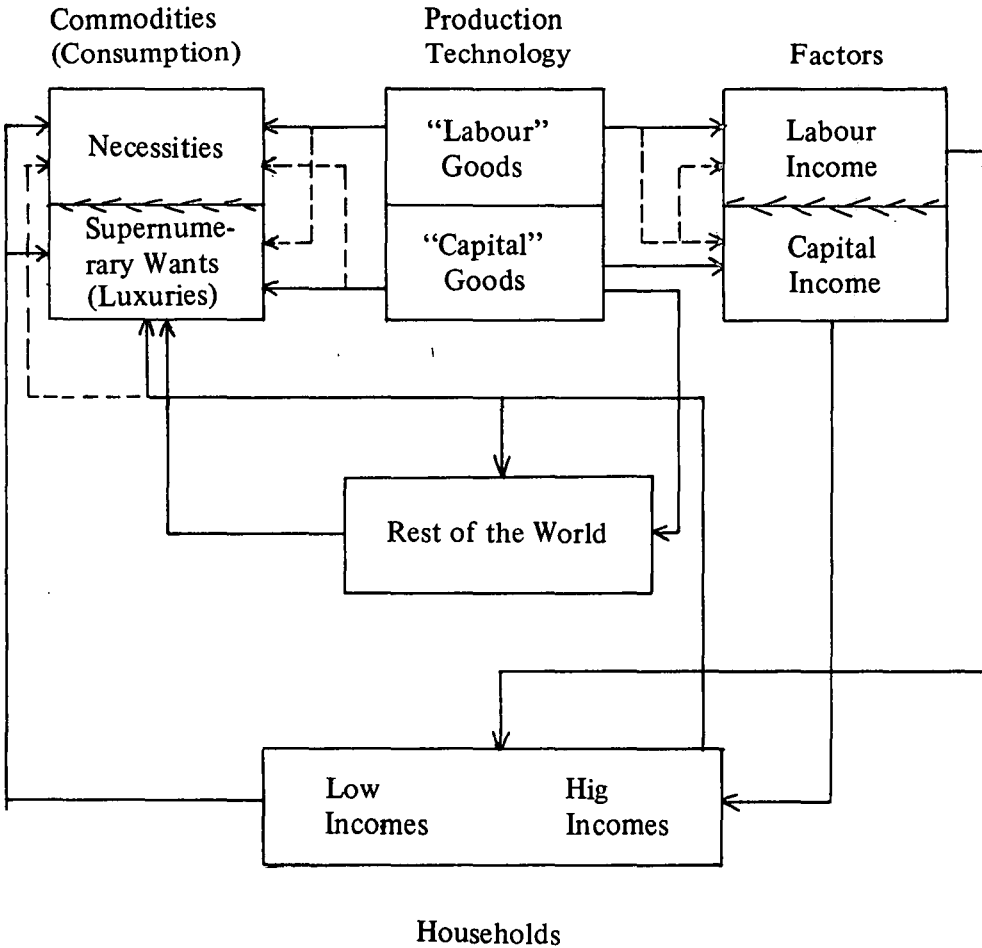 Commodities
(Consumption)
Production
Technology
Factors
Necessities
Supernume-
rary Wants
(Luxuries)
“Labour”
Goods
“Capital”
Goods
Labour
Income
Capital
Income
Rest of the World
Low
Incomes
Hig
Incomes
Households